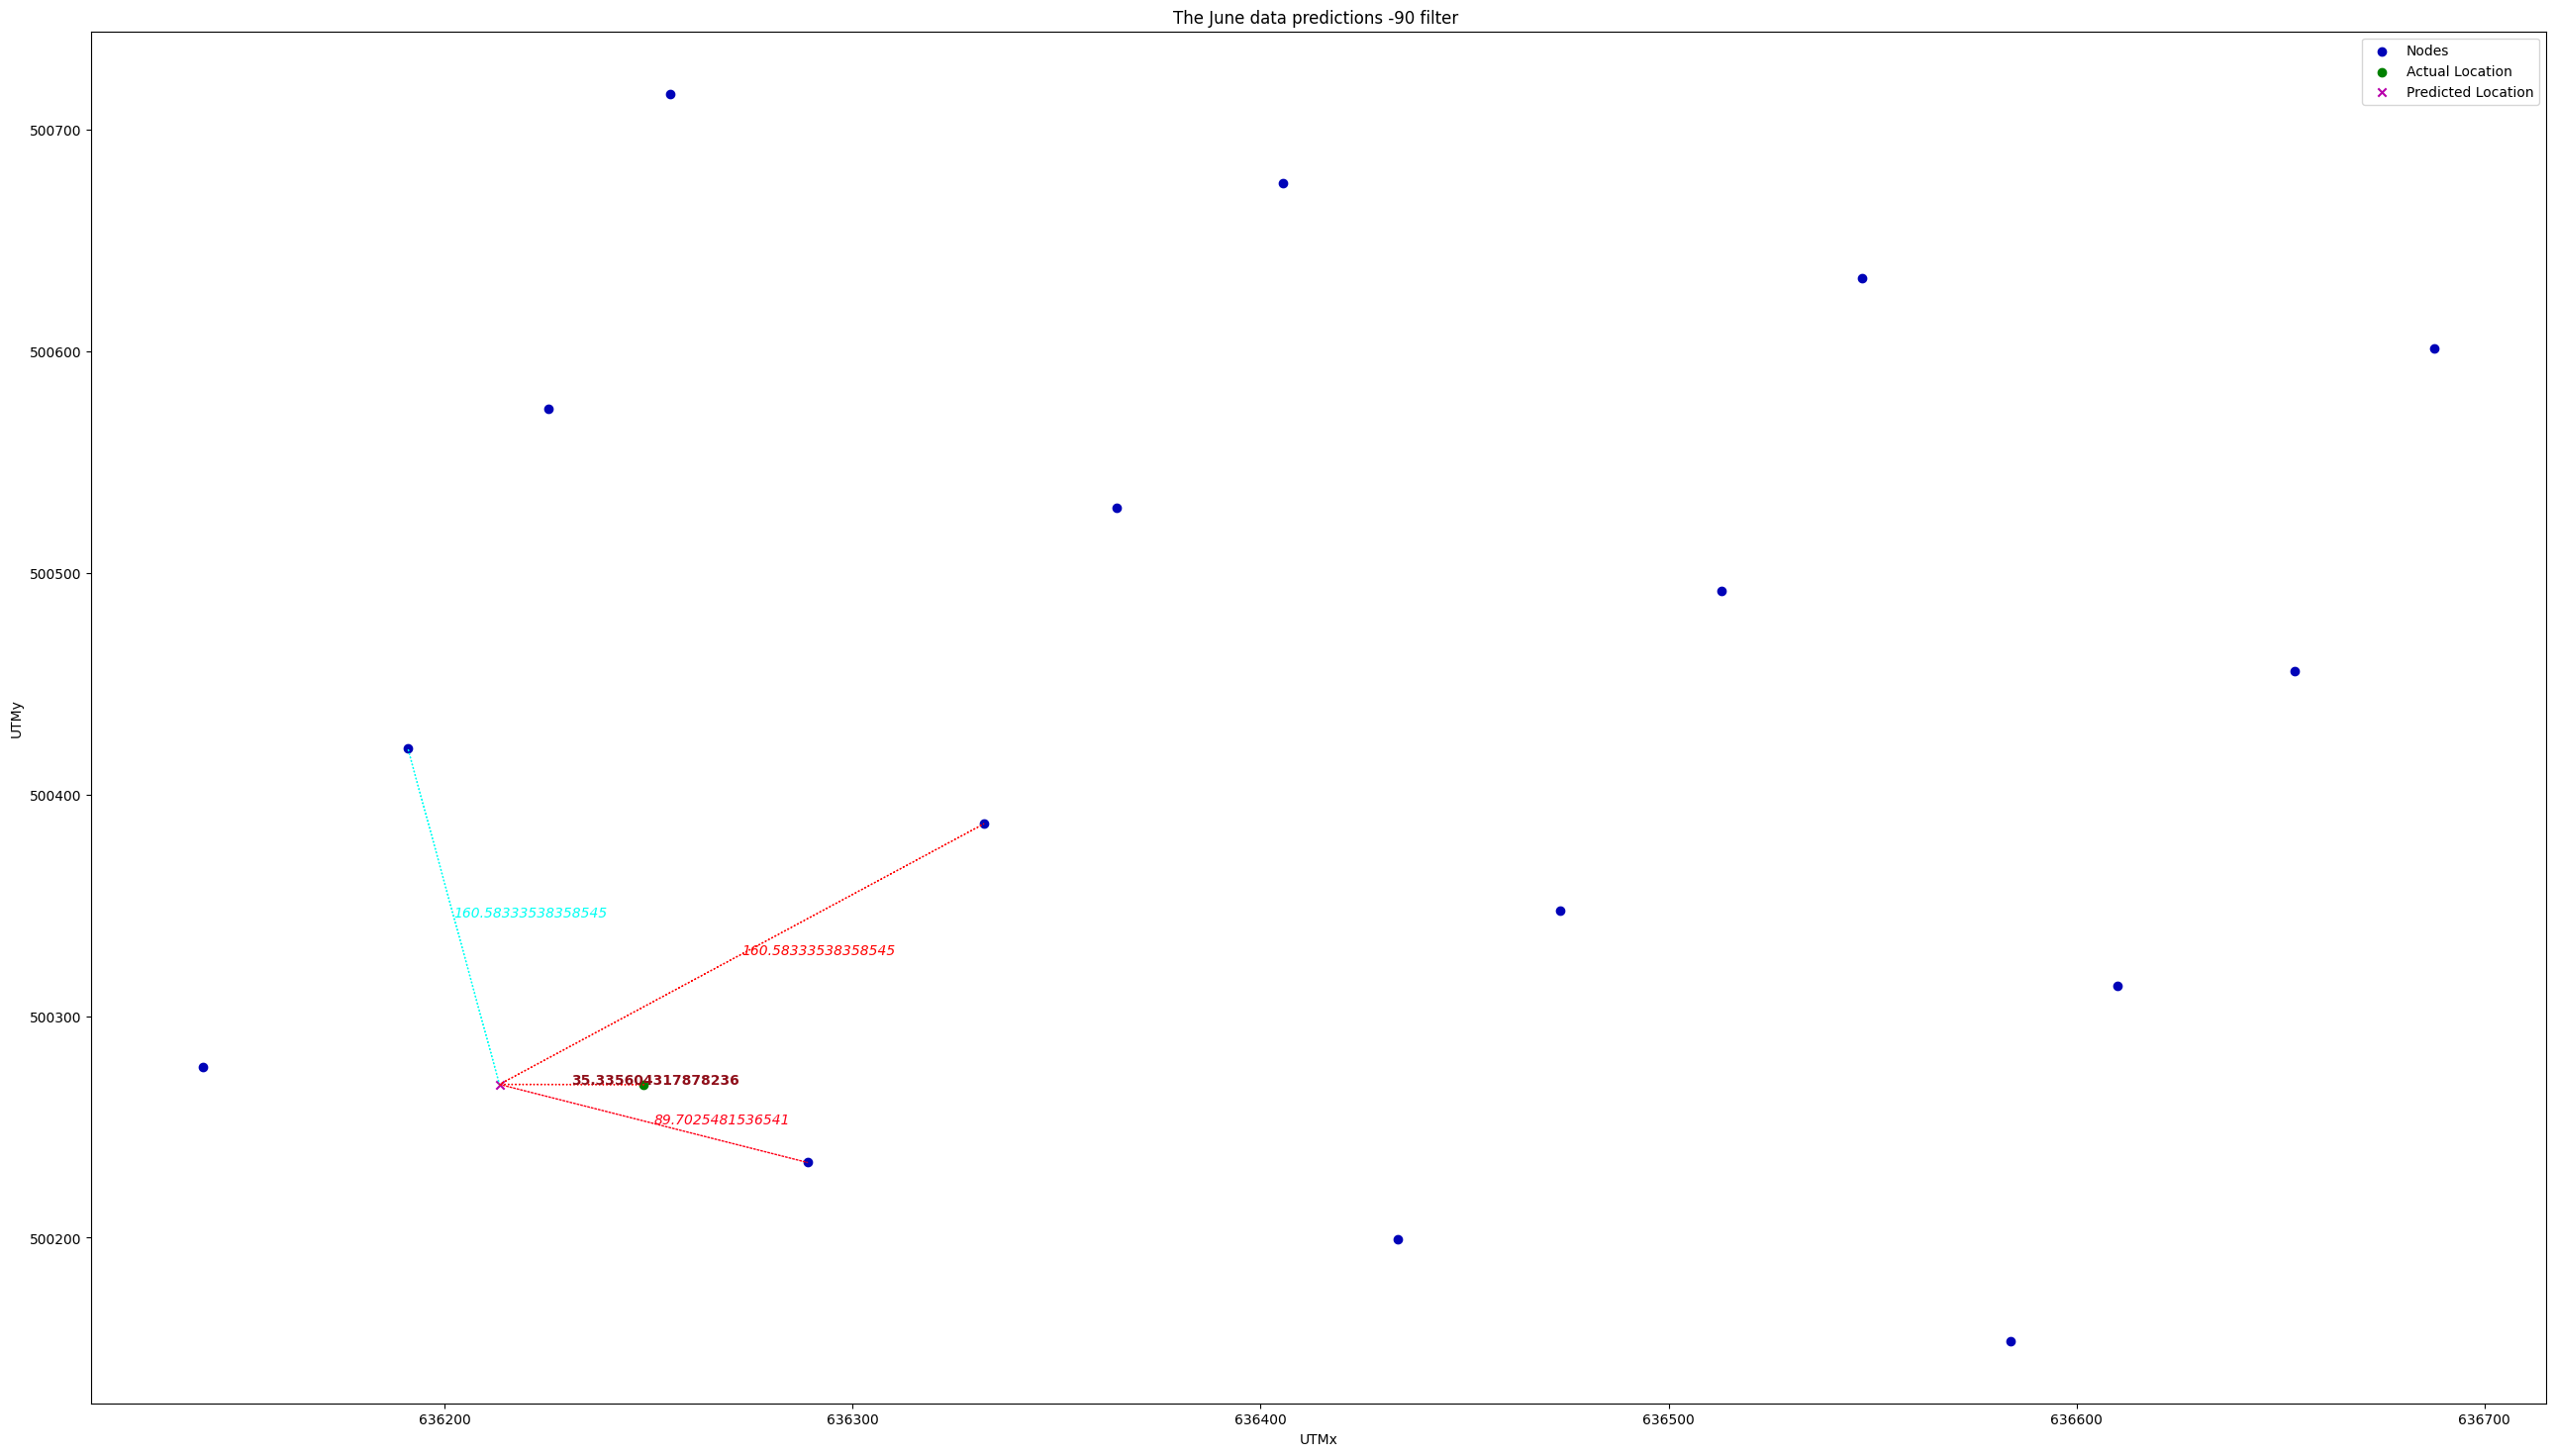 The June data predictions -90 filter
Nodes
Actual Location
Predicted Location
500700
500600
500500
500400
500300
500200
UTMy
160.58333538358545
160.58333538358545
35.335604317878236
89.7025481536541
636200
636300
636400
636500
636600
636700
UTMx